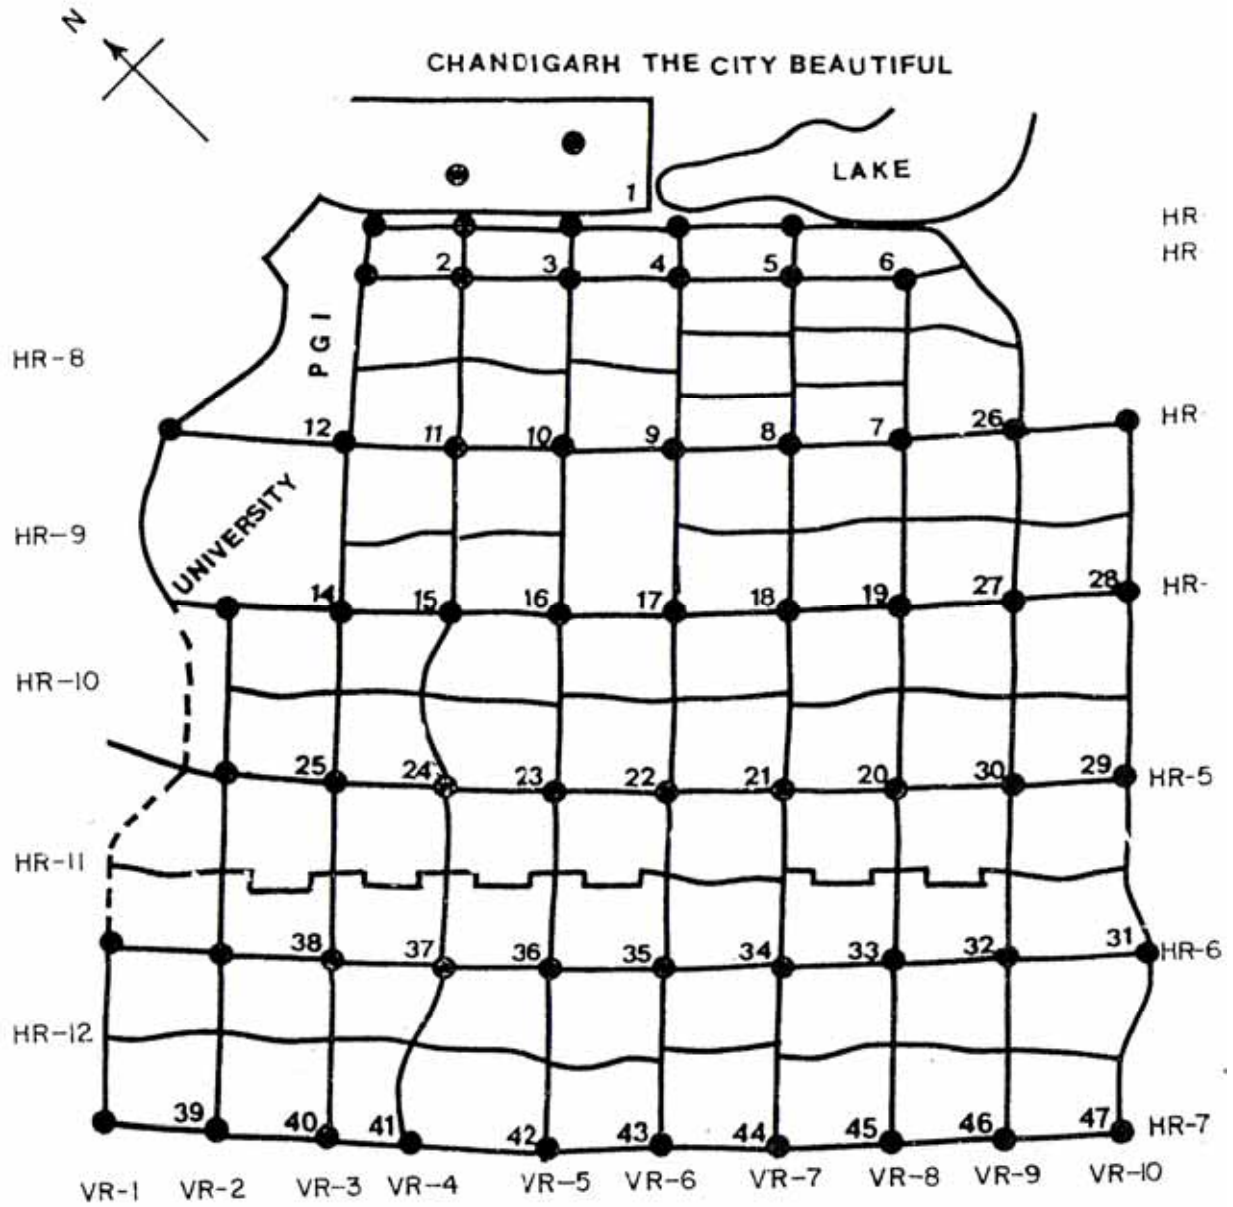 N
CHANDIGARH THE CITY BEAUTIFUL
LAKE
1
HR
HR
2 3 4 5 6
PGI
HR-8
HR-
12 11 10 9 8 7 26
UNIVERSITY
HR-9
14 15 16 17 18 19 27 28
HR-
HR-10
25 24 23 22 21 20 30 29
HR-5
HR-11
38 37 36 35 34 33 32 31
HR-6
HR-12
39 40 41 42 43 44 45 46 47
HR-7
VR-1 VR-2 VR-3 VR-4 VR-5 VR-6 VR-7 VR-8 VR-9 VR-10